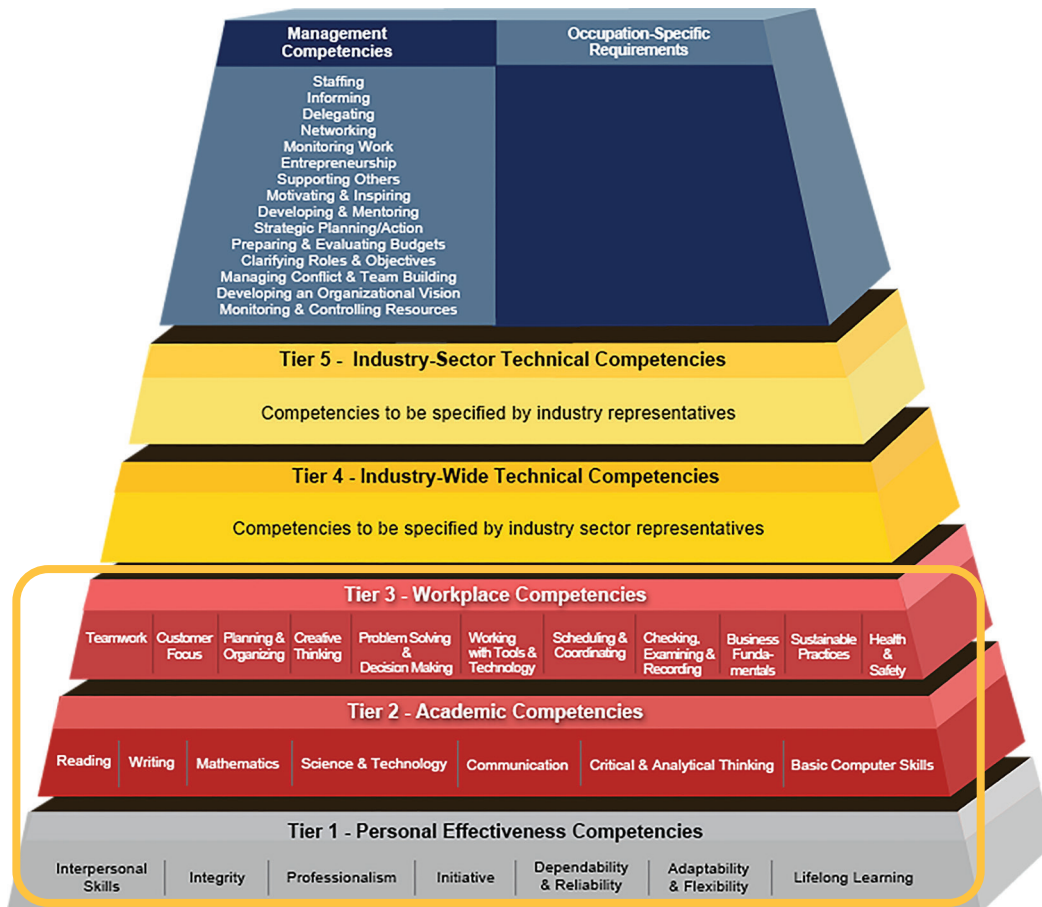 Management
Competencies
Occupation-Specific
Requirements
Staffing
Informing
Delegating
Networking
Monitoring Work
Entrepreneurship
Supporting Others
Motivating & Inspiring
Developing & Mentoring
Strategic Planning/Action
Preparing & Evaluating Budgets
Clarifying Roles & Objectives
Managing Conflict & Team Building
Developing an Organizational Vision
Monitoring & Controlling Resources
Tier 5 - Industry-Sector Technical Competencies
Competencies to be specified by industry representatives
Tier 4 - Industry-Wide Technical Competencies
Competencies to be specified by industry sector representatives
Tier 3 - Workplace Competencies
Teamwork
Customer
Focus
Planning &
Organizing
Creative
Thinking
Problem Solving
&
Decision Making
Working
with Tools &
Technology
Scheduling &
Coordinating
Checking,
Examining &
Recording
Business
Funda-
mentals
Sustainable
Practices
Health
&
Safety
Tier 2 - Academic Competencies
Reading
Writing
Mathematics
Science & Technology
Communication
Critical & Analytical Thinking
Basic Computer Skills
Tier 1 - Personal Effectiveness Competencies
Interpersonal
Skills
Integrity
Professionalism
Initiative
Dependability
& Reliability
Adaptability
& Flexibility
Lifelong Learning